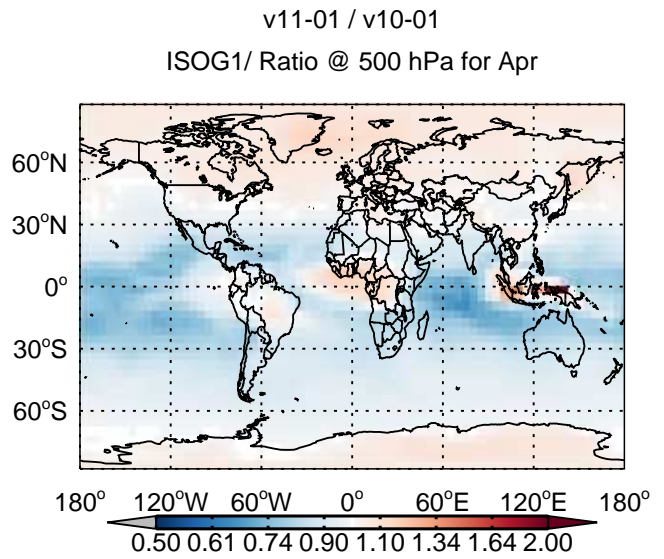 v11-01 / v10-01
ISOG1/ Ratio @ 500 hPa for Apr
60°N
30°N
0°
30°S
60°S
180° 120°W 60°W 0° 60°E 120°E 180°
0.50 0.61 0.74 0.90 1.10 1.34 1.64 2.00